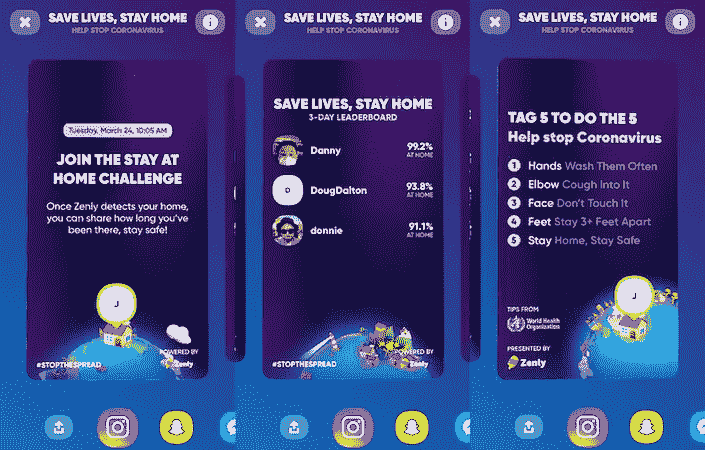 SAVE LIVES, STAY HOME
HELP STOP CORONAVIRUS
Tuesday, March 24, 10:05 AM
JOIN THE STAY AT
HOME CHALLENGE
Once Zenly detects your home,
you can share how long you've
been there, stay safe!
J
#STOPTHESPREAD
POWERED BY
Zenly
SAVE LIVES, STAY HOME
HELP STOP CORONAVIRUS
SAVE LIVES, STAY HOME
3-DAY LEADERBOARD
Danny
99.2%
AT HOME
D
DougDalton
93.8%
AT HOME
donnie
91.1%
AT HOME
#STOPTHESPREAD
POWERED BY
Zenly
SAVE LIVES, STAY HOME
HELP STOP CORONAVIRUS
TAG 5 TO DO THE 5
Help stop Coronavirus
1 Hands Wash Them Often
2 Elbow Cough Into It
3 Face Don't Touch It
4 Feet Stay 3+ Feet Apart
5 Stay Home, Stay Safe
J
TIPS FROM
World Health
Organization
PRESENTED BY
Zenly